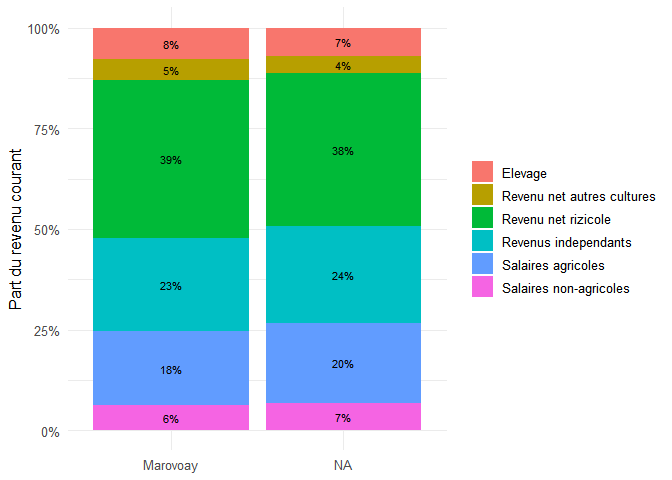 Part du revenu courant
100%
75%
50%
25%
0%
8%
5%
39%
23%
18%
6%
7%
4%
38%
24%
20%
7%
Marovoay
NA
Elevage
Revenu net autres cultures
Revenu net rizicole
Revenus independants
Salaires agricoles
Salaires non-agricoles